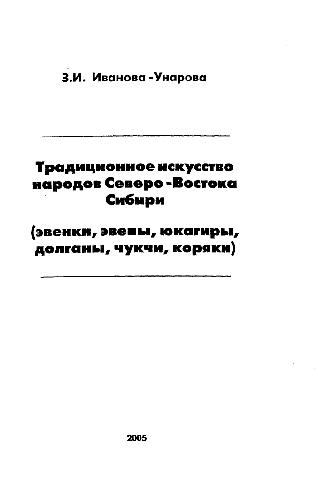 З.И. Иванова -Унарова
Традиционное искусство
народов Северо -Востока
Сибири
(эвенки, эвены, юкагиры,
долганы, чукчи, коряки)
2005